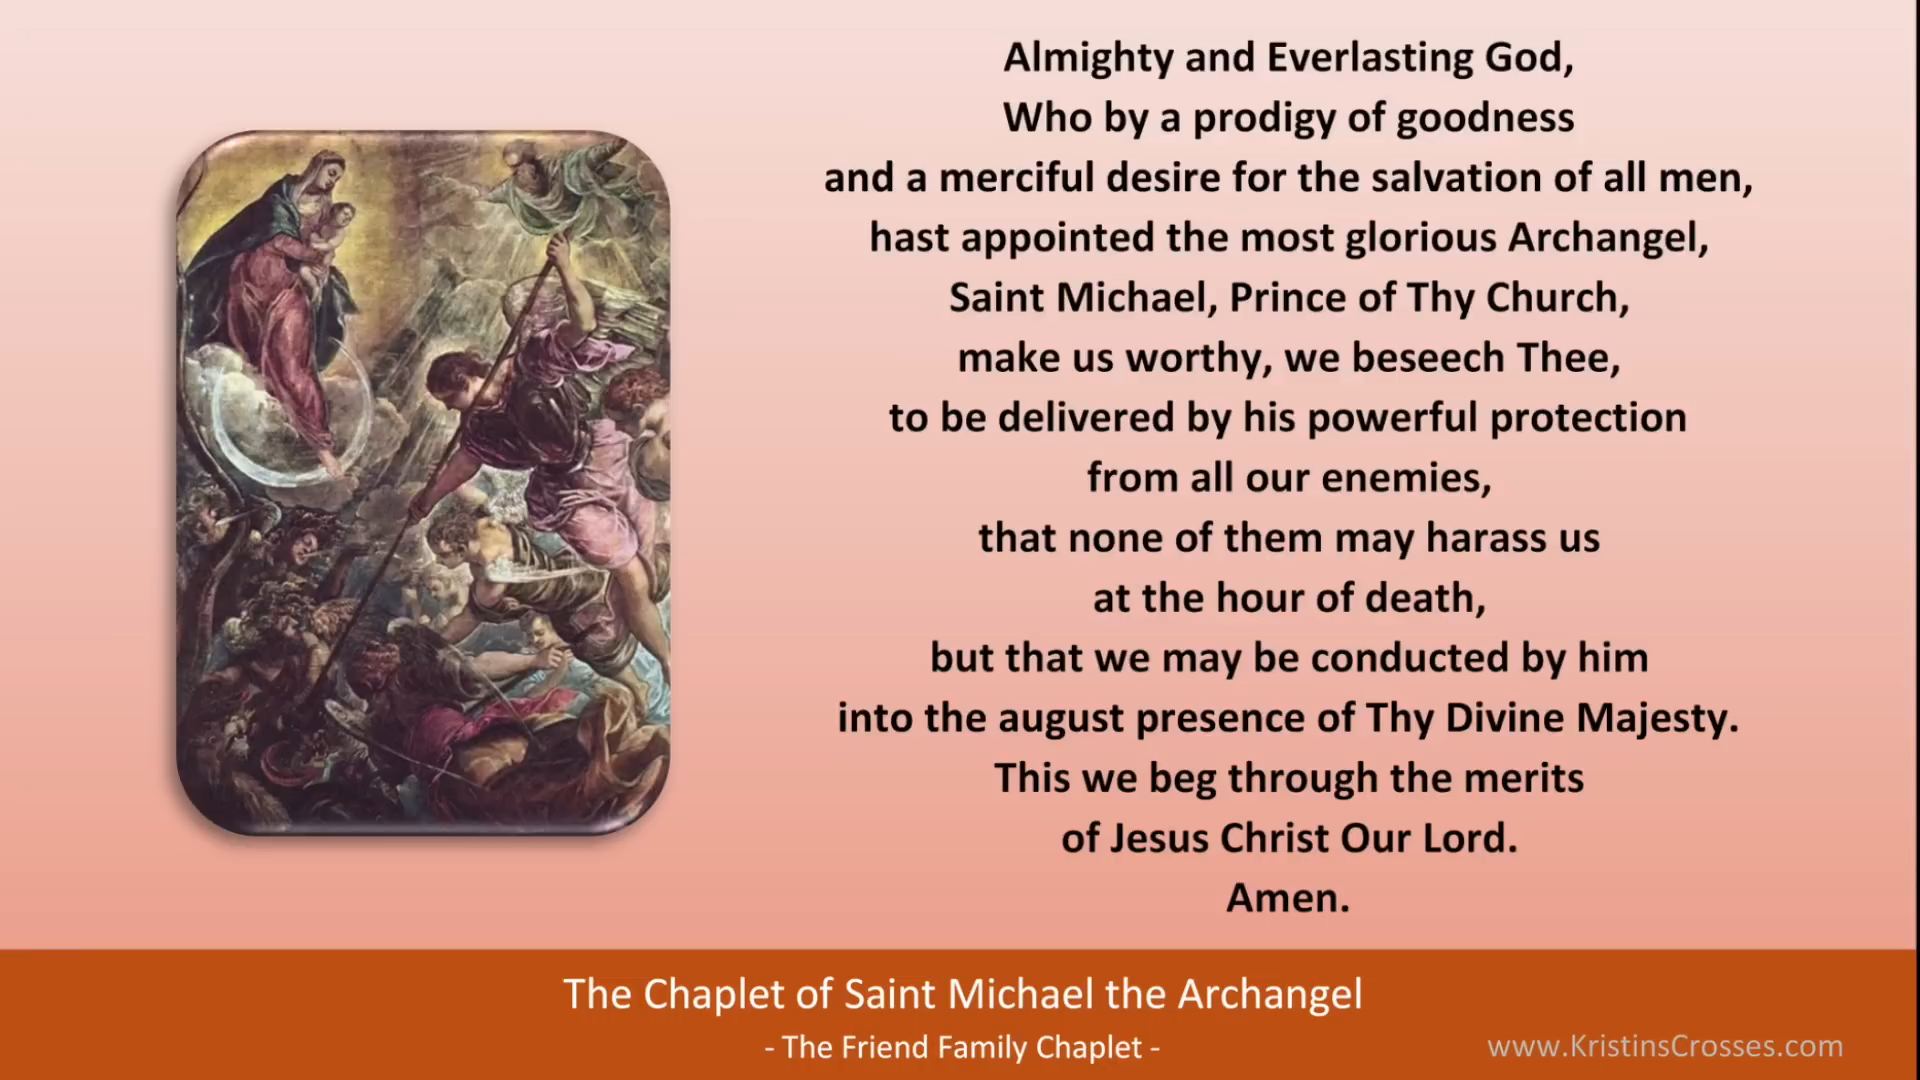 Almighty and Everlasting God,
Who by a prodigy of goodness
and a merciful desire for the salvation of all men,
hast appointed the most glorious Archangel,
Saint Michael, Prince of Thy Church,
make us worthy, we beseech Thee,
to be delivered by his powerful protection
from all our enemies,
that none of them may harass us
at the hour of death,
but that we may be conducted by him
into the august presence of Thy Divine Majesty.
This we beg through the merits
of Jesus Christ Our Lord.
Amen.
The Chaplet of Saint Michael the Archangel
- The Friend Family Chaplet -
www.KristinsCrosses.com